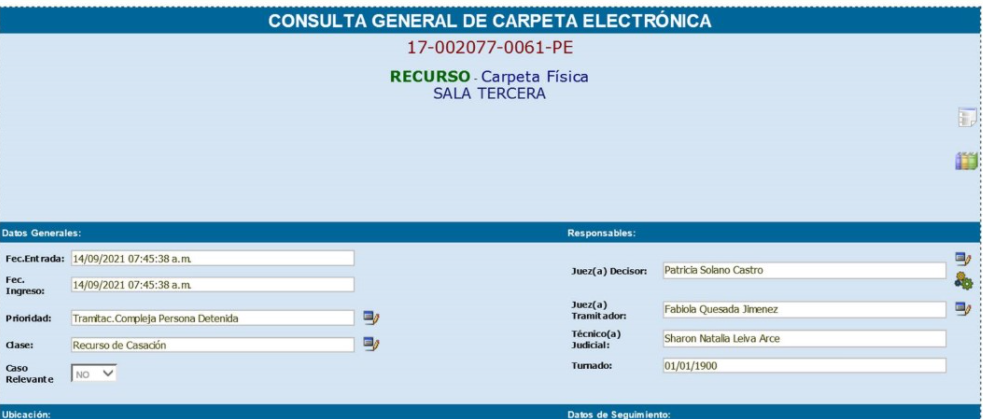 CONSULTA GENERAL DE CARPETA ELECTRÓNICA
17-002077-0061-PE
RECURSO - Carpeta Física
SALA TERCERA
Datos Generales:
Fec.Entrada: 14/09/2021 07:45:38 a.m.
Fec. Ingreso: 14/09/2021 07:45:38 a.m.
Prioridad: Tramitac.Compleja Persona Detenida
Clase: Recurso de Casación
Caso Relevante NO
Responsables:
Juez(a) Decisor: Patricia Solano Castro
Juez(a) Tramitador: Fabiola Quesada Jimenez
Técnico(a) Judicial: Sharon Natalia Leiva Arce
Turnado: 01/01/1900
Ubicación:
Datos de Seguimiento: